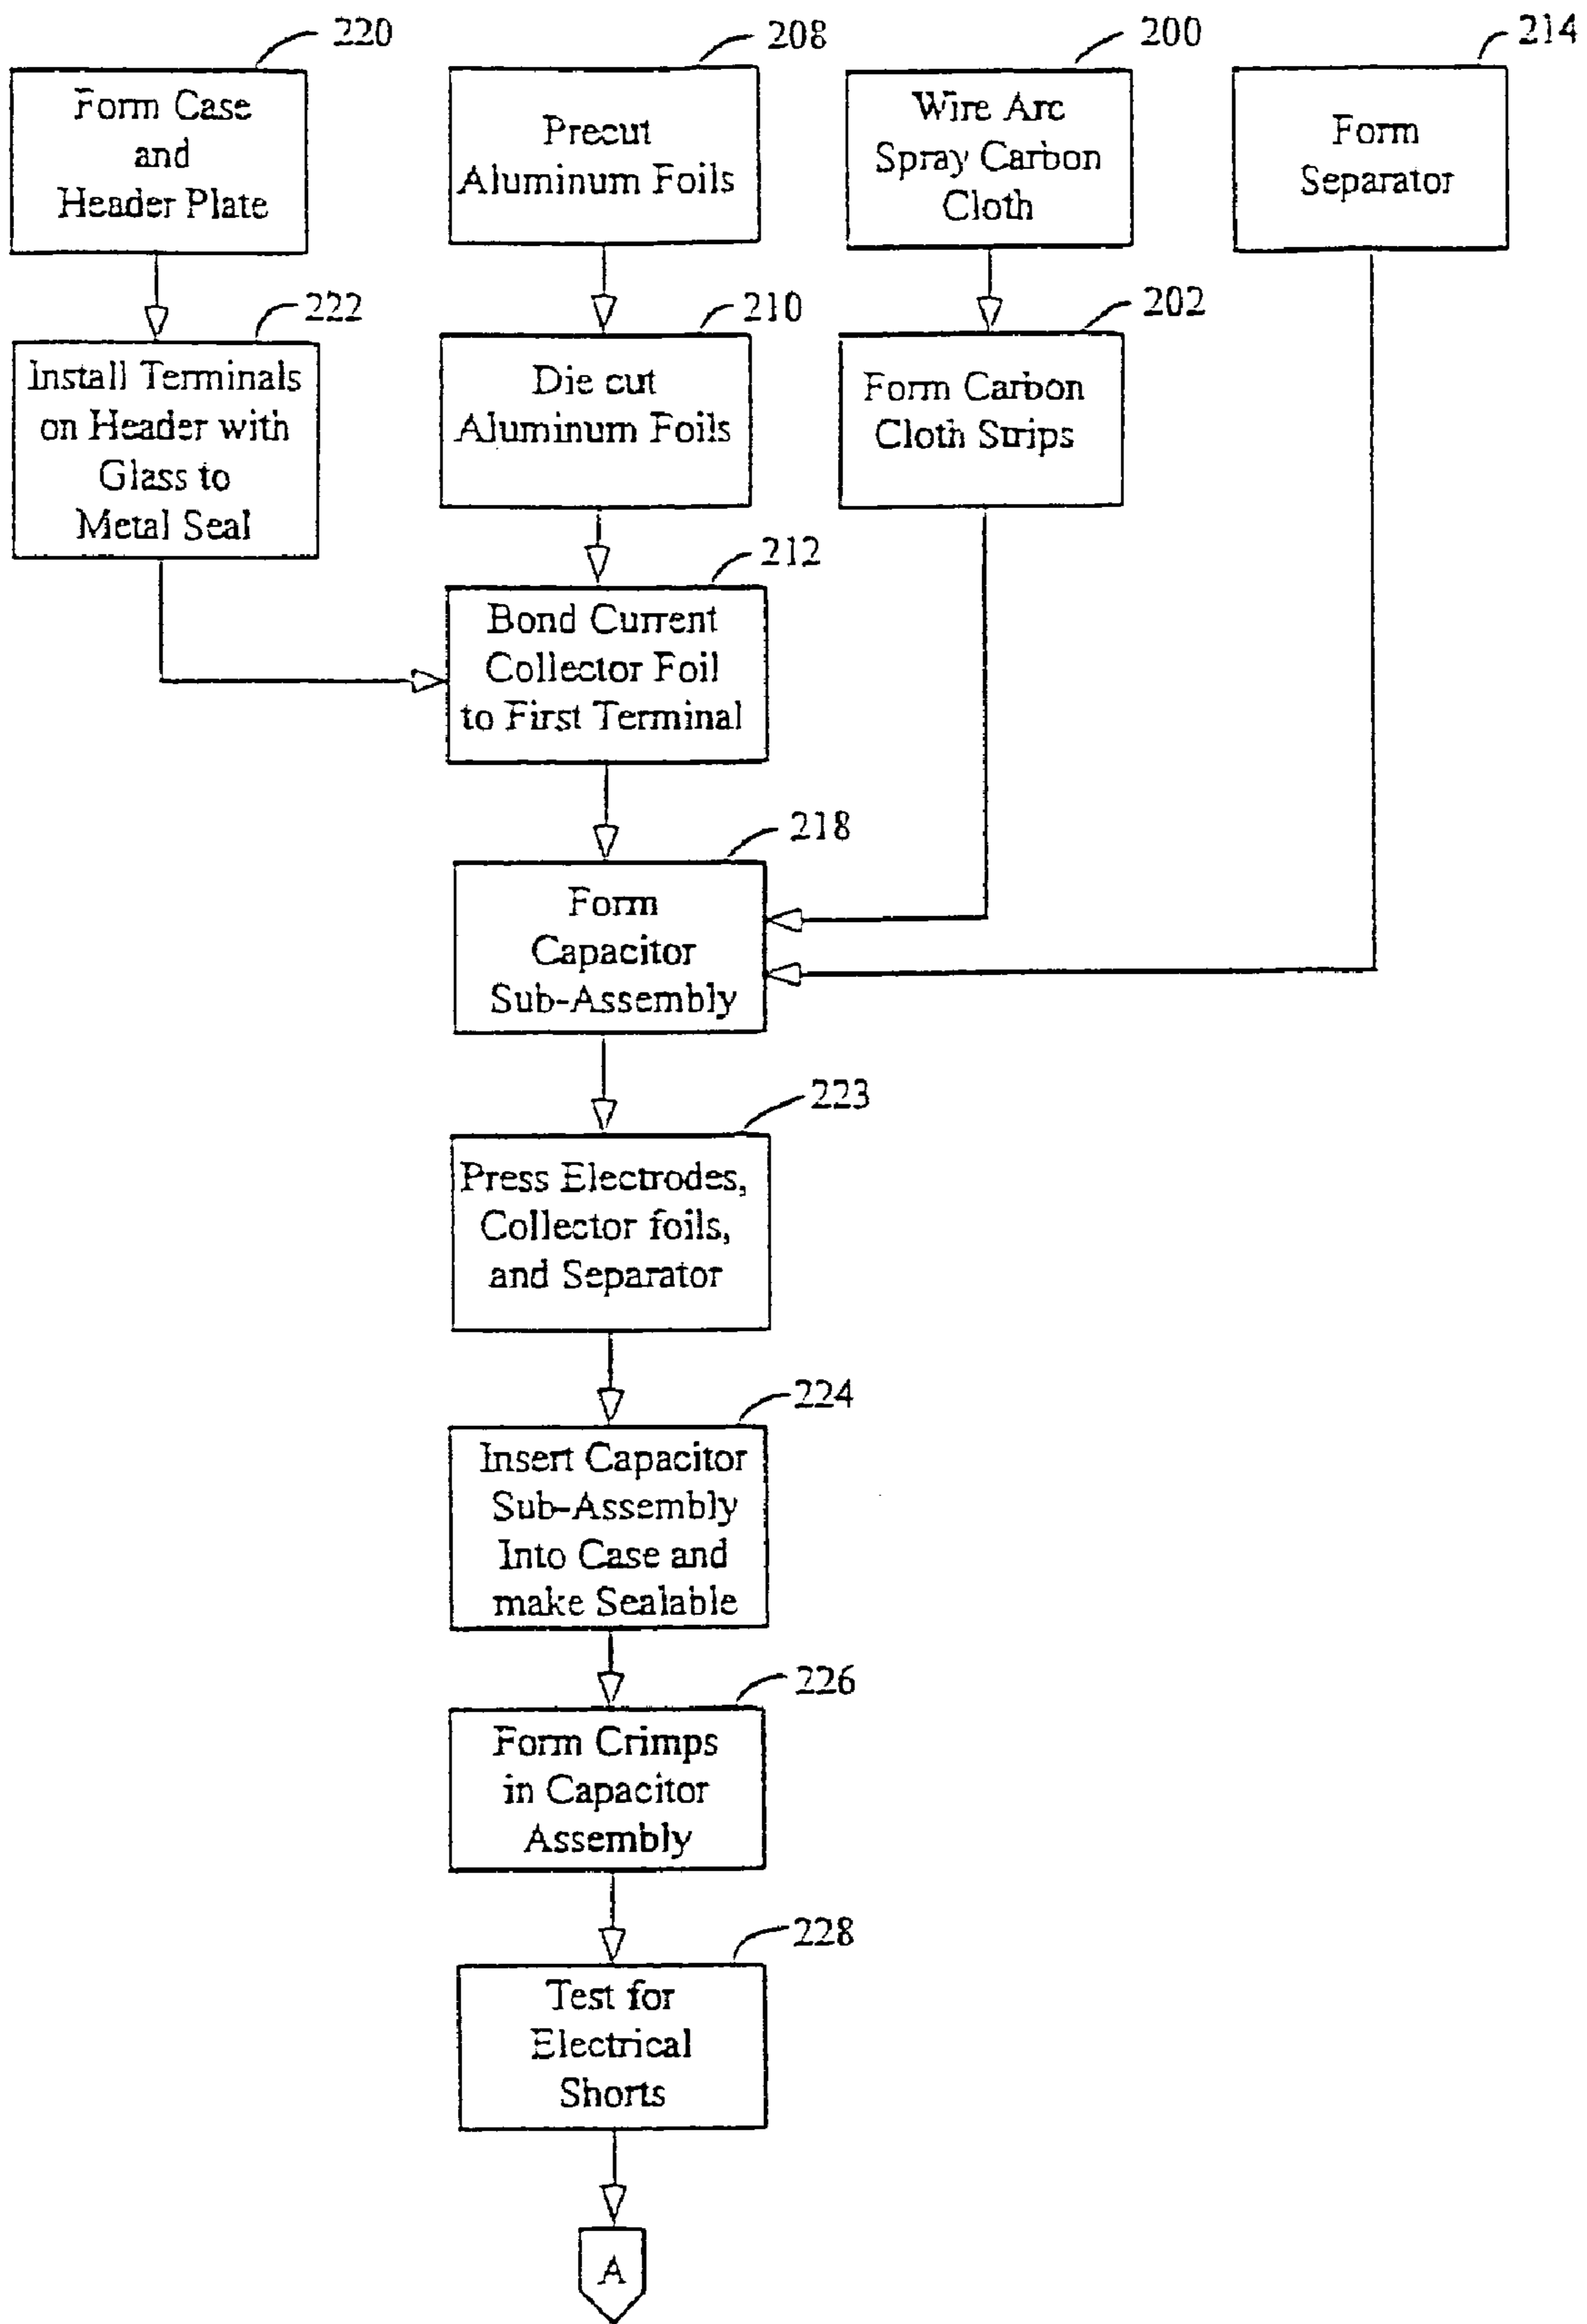 220
Form Case
and
Header Plate
208
Precut
Aluminum Foils
200
Wire Arc
Spray Carbon
Cloth
214
Form
Separator
222
Install Terminals
on Header with
Glass to
Metal Seal
210
Die cut
Aluminum Foils
202
Form Carbon
Cloth Strips
212
Bond Current
Collector Foil
to First Terminal
218
Form
Capacitor
Sub-Assembly
223
Press Electrodes,
Collector foils,
and Separator
224
Insert Capacitor
Sub-Assembly
Into Case and
make Sealable
226
Form Crimps
in Capacitor
Assembly
228
Test for
Electrical
Shorts
A